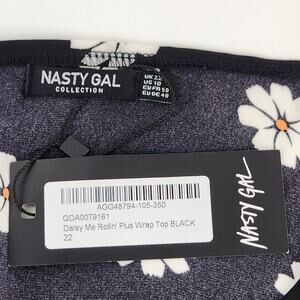 NASTY GAL
COLLECTION
UK 22
US 18
EU FR 50
EU DE 48
AGG48794-105-350
QDA0079161
Daisy Me Rollin' Plus Wrap Top BLACK
22
NASTY GAL